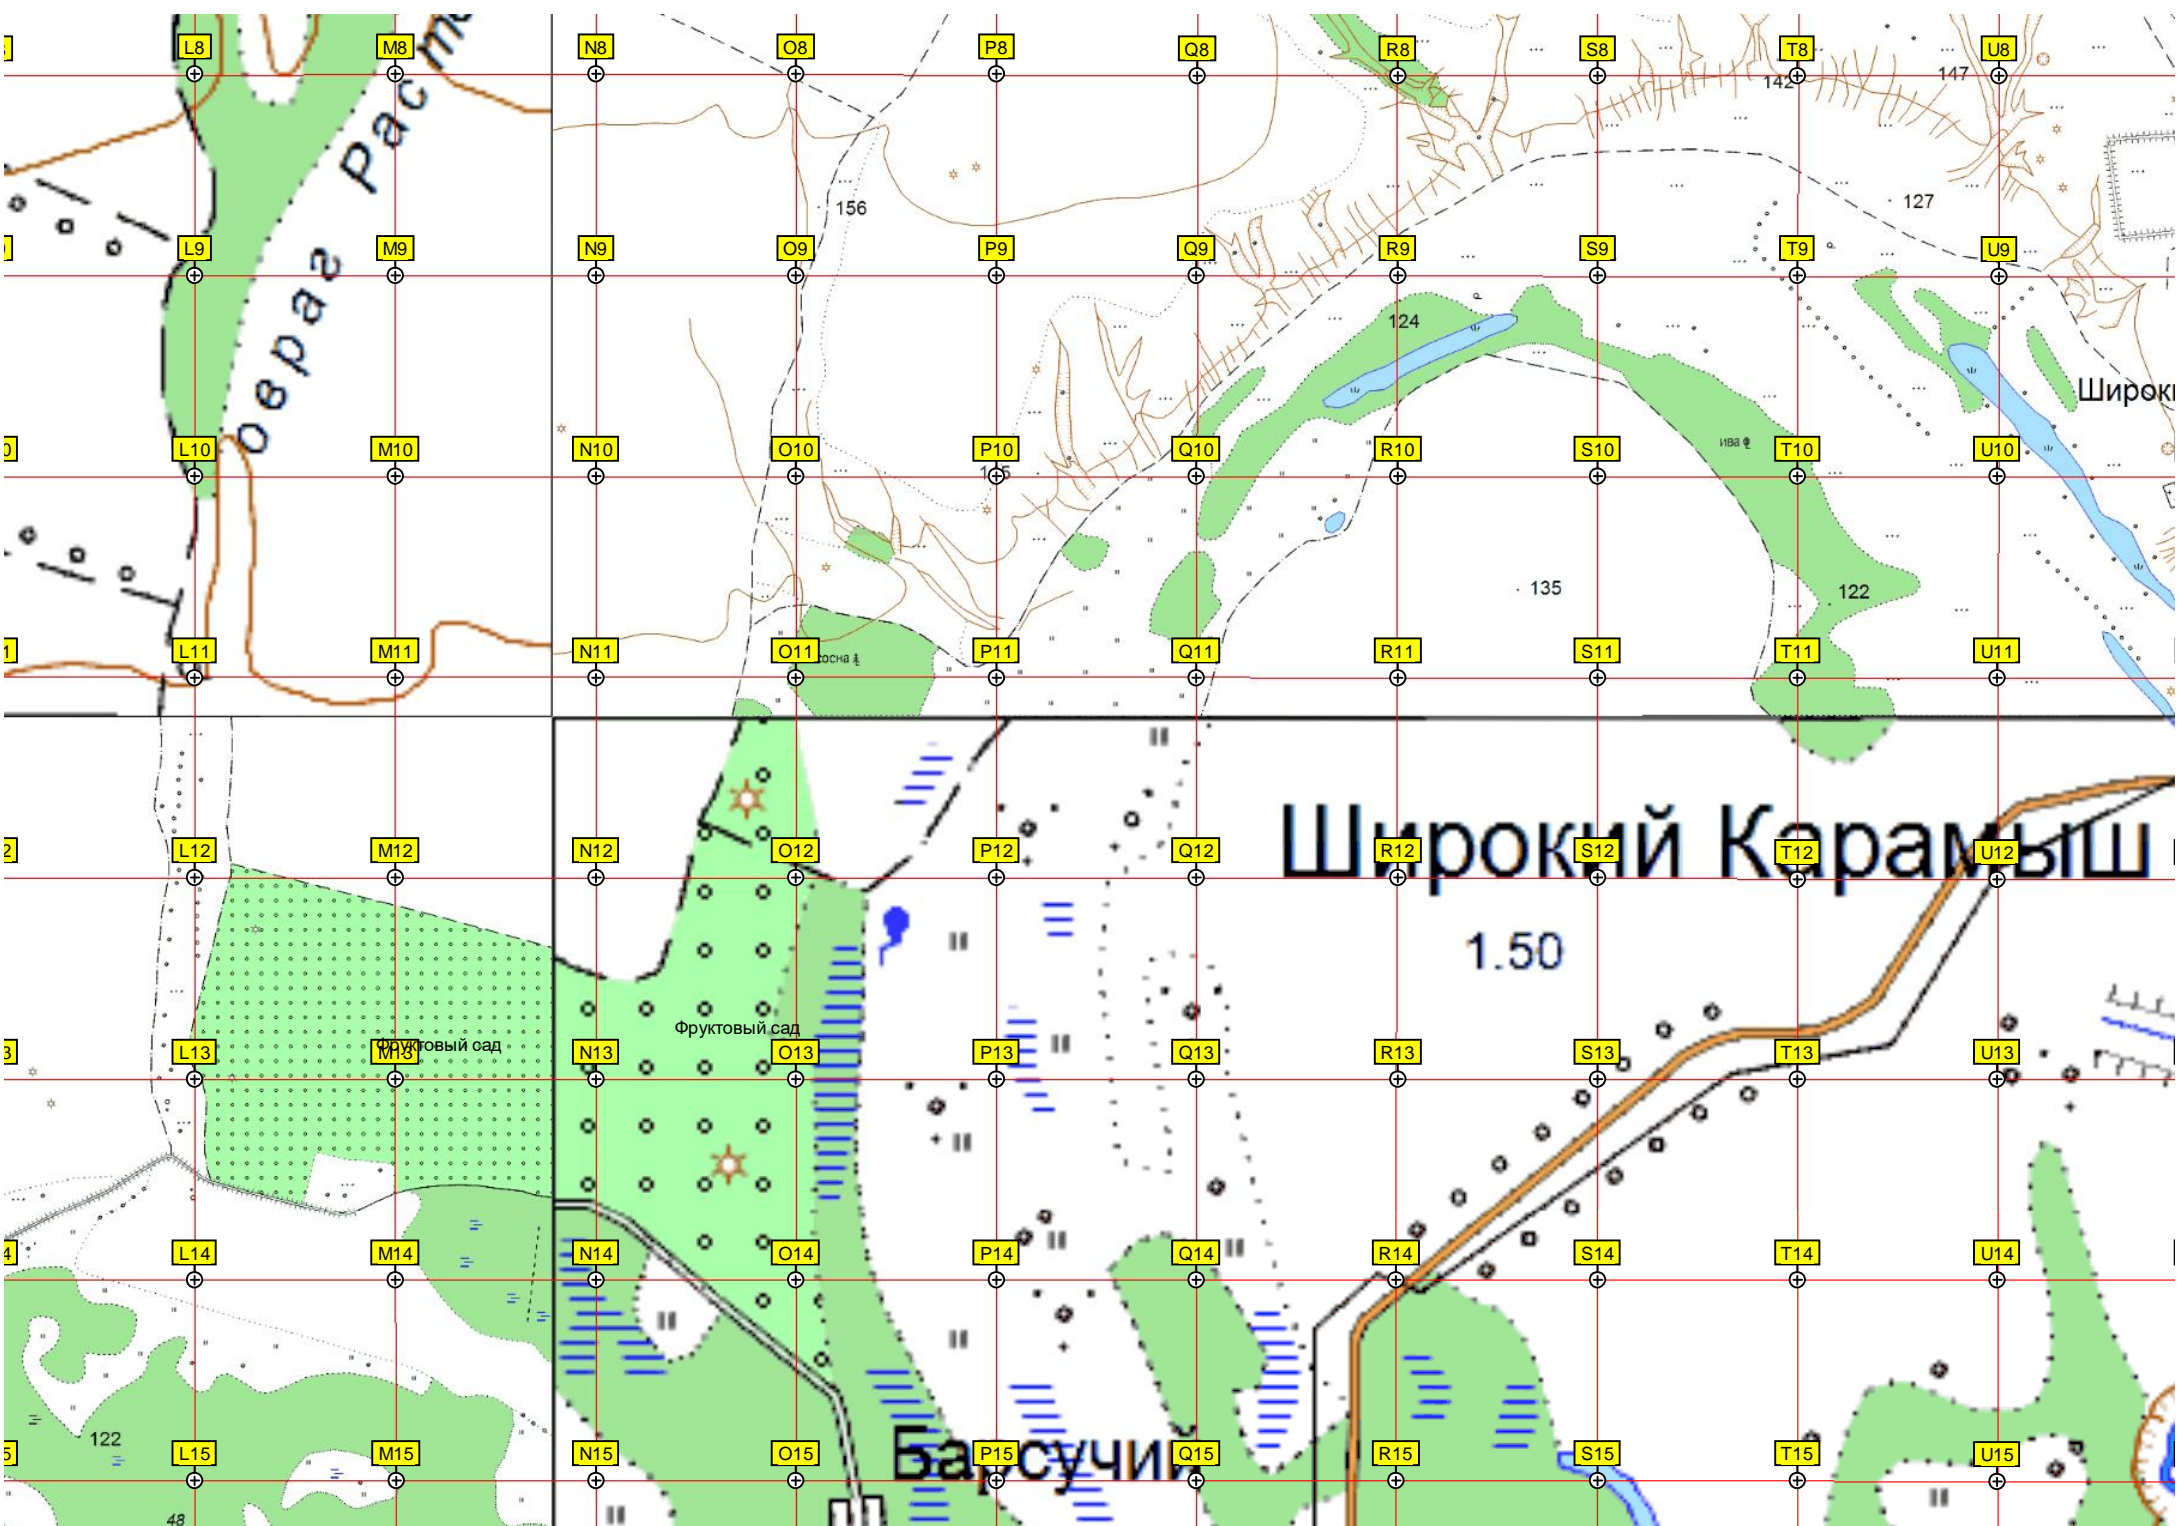 L8 M8 N8 O8 P8 Q8 R8 S8 T8 U8
142 147
Овраг Раст
156 127
L9 M9 N9 O9 P9 Q9 R9 S9 T9 U9
124
Широк
ива
L10 M10 N10 O10 P10 Q10 R10 S10 T10 U10
135 122
L11 M11 N11 O11 P11 Q11 R11 S11 T11 U11
сосна
Широкий Карамыш
L12 M12 N12 O12 P12 Q12 R12 S12 T12 U12
1.50
Фруктовый сад
Фруктовый сад
L13 M13 N13 O13 P13 Q13 R13 S13 T13 U13
L14 M14 N14 O14 P14 Q14 R14 S14 T14 U14
122
Барсучий
L15 M15 N15 O15 P15 Q15 R15 S15 T15 U15
48